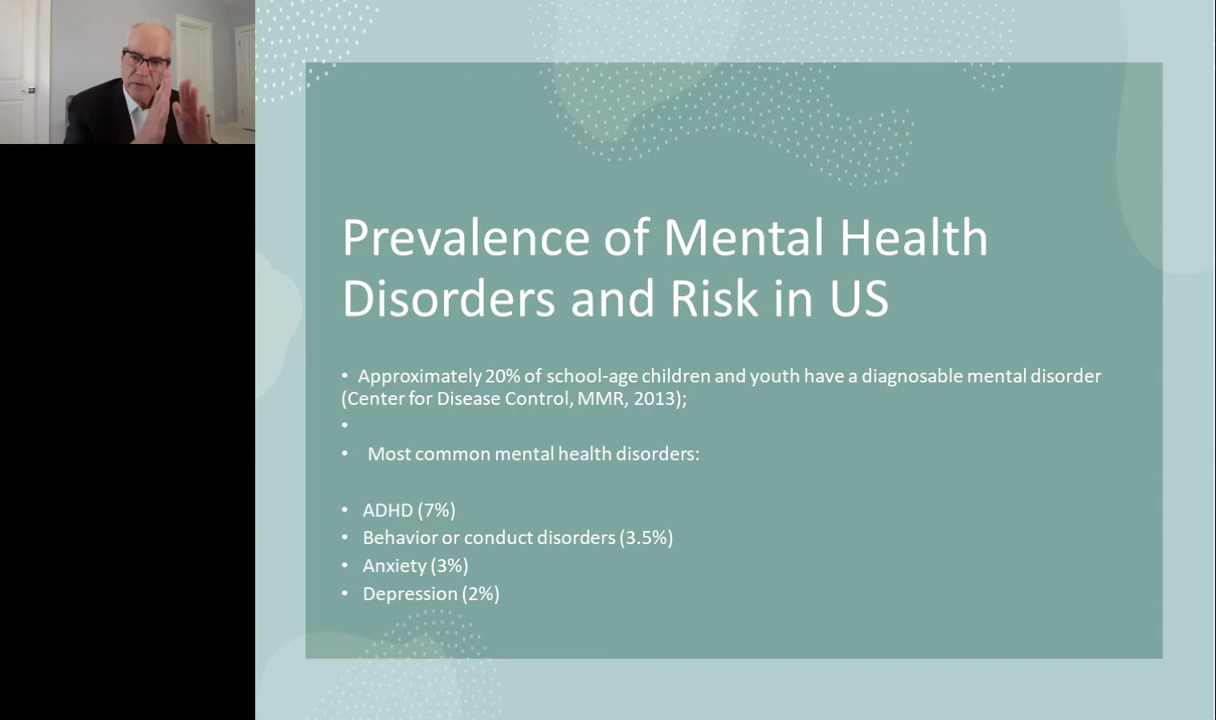 Prevalence of Mental Health
Disorders and Risk in US
• Approximately 20% of school-age children and youth have a diagnosable mental disorder
(Center for Disease Control, MMR, 2013);
•
• Most common mental health disorders:
• ADHD (7%)
• Behavior or conduct disorders (3.5%)
• Anxiety (3%)
• Depression (2%)